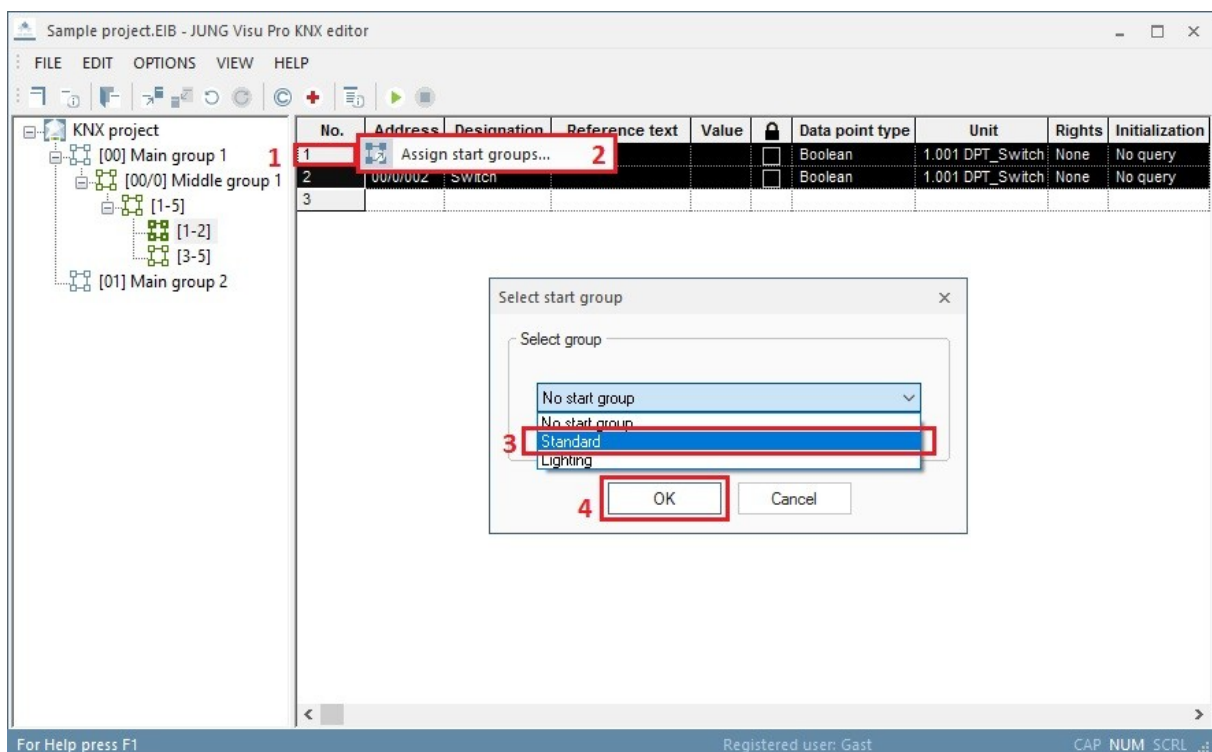 Sample project.EIB - JUNG Visu Pro KNX editor
FILE EDIT OPTIONS VIEW HELP
KNX project
[00] Main group 1
[00/0] Middle group 1
[1-5]
[1-2]
[3-5]
[01] Main group 2
No. Address Designation Reference text Value Data point type Unit Rights Initialization
1 1 Assign start groups... 2 Boolean 1.001 DPT_Switch None No query
2 00/0/002 Switch Boolean 1.001 DPT_Switch None No query
3
Select start group
Select group
No start group
No start group
3 Standard
Lighting
4 OK Cancel
For Help press F1 Registered user: Gast CAP NUM SCRL